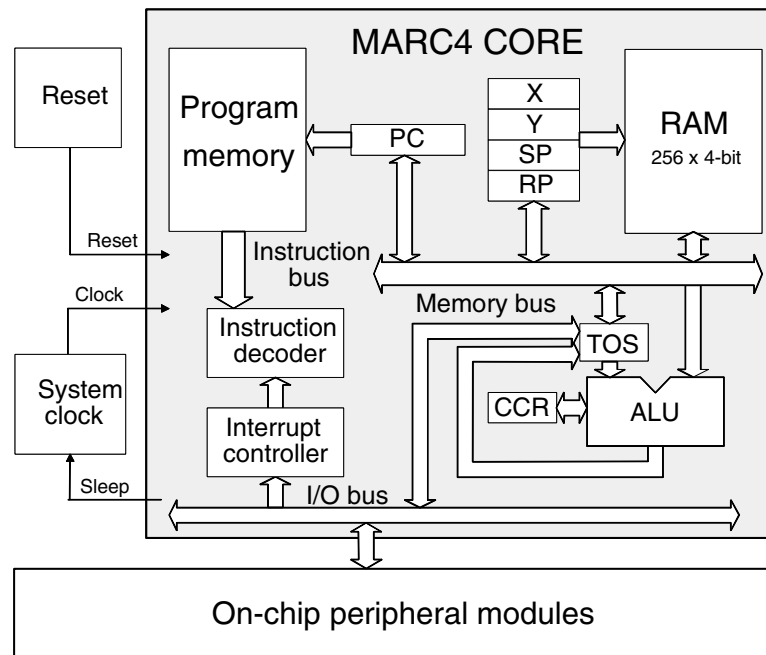 MARC4 CORE
Reset
Program
memory
PC
X
Y
SP
RP
RAM
256 x 4-bit
Reset
Instruction
bus
Clock
Memory bus
Instruction
decoder
TOS
System
clock
CCR
ALU
Interrupt
controller
Sleep
I/O bus
On-chip peripheral modules